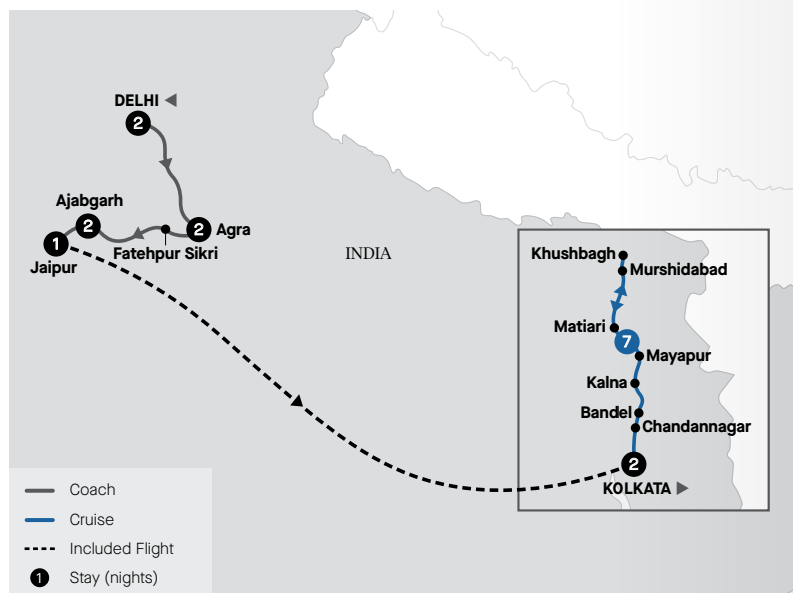 DELHI
2
Ajabgarh
2
2
Agra
1
Fatehpur Sikri
Jaipur
INDIA
Khushbagh
Murshidabad
Matiari
7
Mayapur
Kalna
Bandel
Chandannagar
2
KOLKATA
Coach
Cruise
Included Flight
1 Stay (nights)